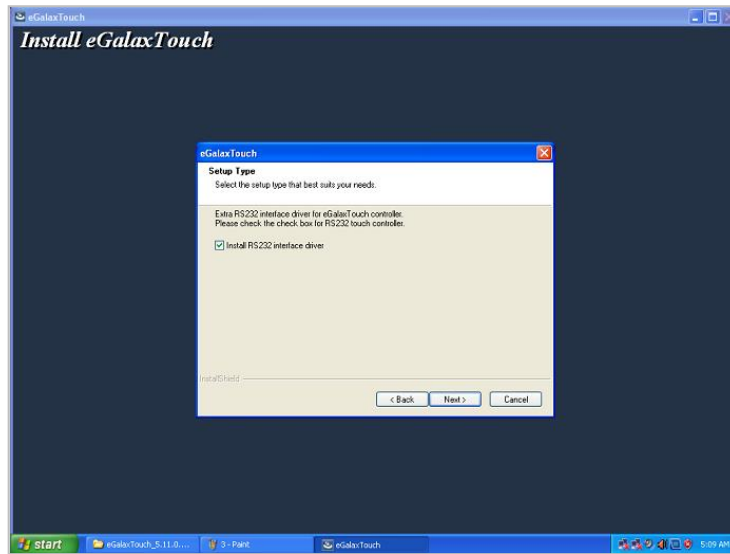 eGalaxTouch
Install eGalaxTouch
eGalaxTouch
Setup Type
Select the setup type that best suits your needs.
Extra RS232 interface driver for eGalaxTouch controller.
Please check the check box for RS232 touch controller.
Install RS232 interface driver
InstallShield
< Back Next > Cancel
start eGalaxTouch_5.11.0.... 3 - Paint eGalaxTouch 5:09 AM